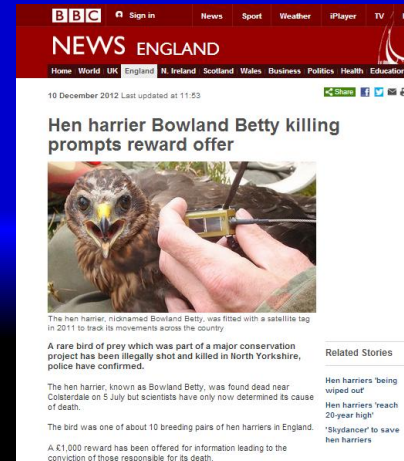 BBC Sign in News Sport Weather iPlayer TV
NEWS ENGLAND
Home World UK England N. Ireland Scotland Wales Business Politics Health Education
10 December 2012 Last updated at 11:53
Share
Hen harrier Bowland Betty killing
prompts reward offer
The hen harrier, nicknamed Bowland Betty, was fitted with a satellite tag
in 2011 to track its movements across the country
A rare bird of prey which was part of a major conservation
project has been illegally shot and killed in North Yorkshire,
police have confirmed.
The hen harrier, known as Bowland Betty, was found dead near
Colsterdale on 5 July but scientists have only now determined its cause
of death.
The bird was one of about 10 breeding pairs of hen harriers in England.
A £1,000 reward has been offered for information leading to the
conviction of those responsible for its death.
Related Stories
Hen harriers 'being
wiped out'
Hen harriers 'reach
20-year high'
'Skydancer' to save
hen harriers